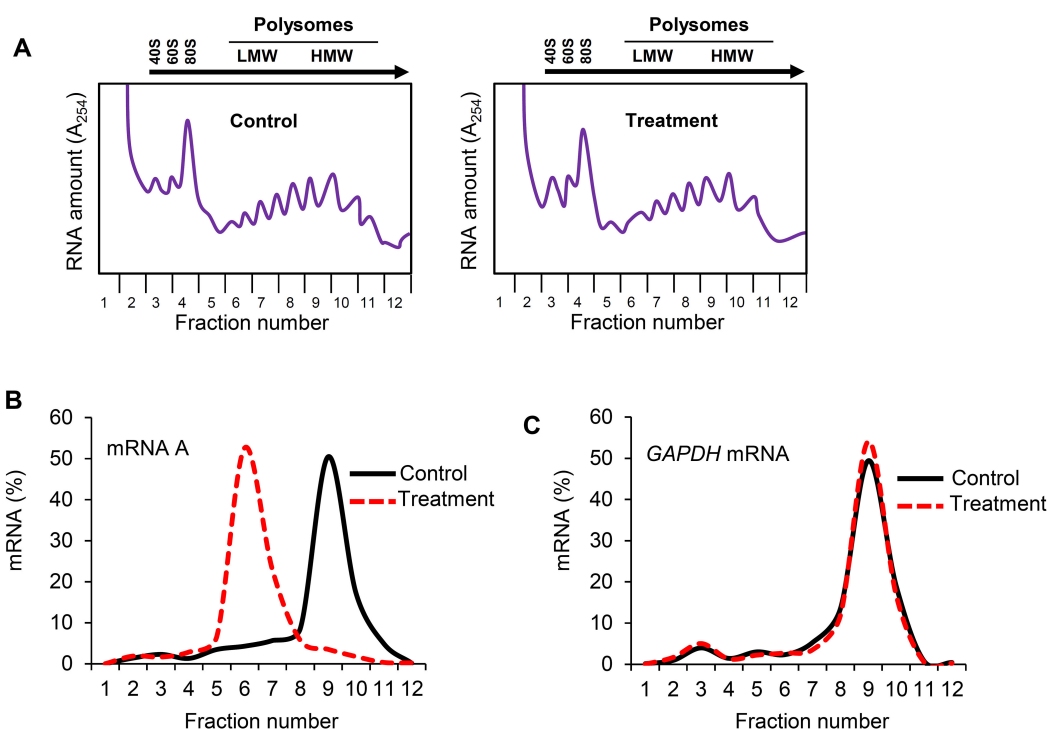 A
40S
60S
80S
Polysomes
LMW HMW
Control
RNA amount (A254)
1 2 3 4 5 6 7 8 9 10 11 12
Fraction number
40S
60S
80S
Polysomes
LMW HMW
Treatment
RNA amount (A254)
1 2 3 4 5 6 7 8 9 10 11 12
Fraction number
B
mRNA A
Control
Treatment
mRNA (%)
60
50
40
30
20
10
0
1 2 3 4 5 6 7 8 9 10 11 12
Fraction number
C
GAPDH mRNA
Control
Treatment
mRNA (%)
60
50
40
30
20
10
0
1 2 3 4 5 6 7 8 9 10 11 12
Fraction number